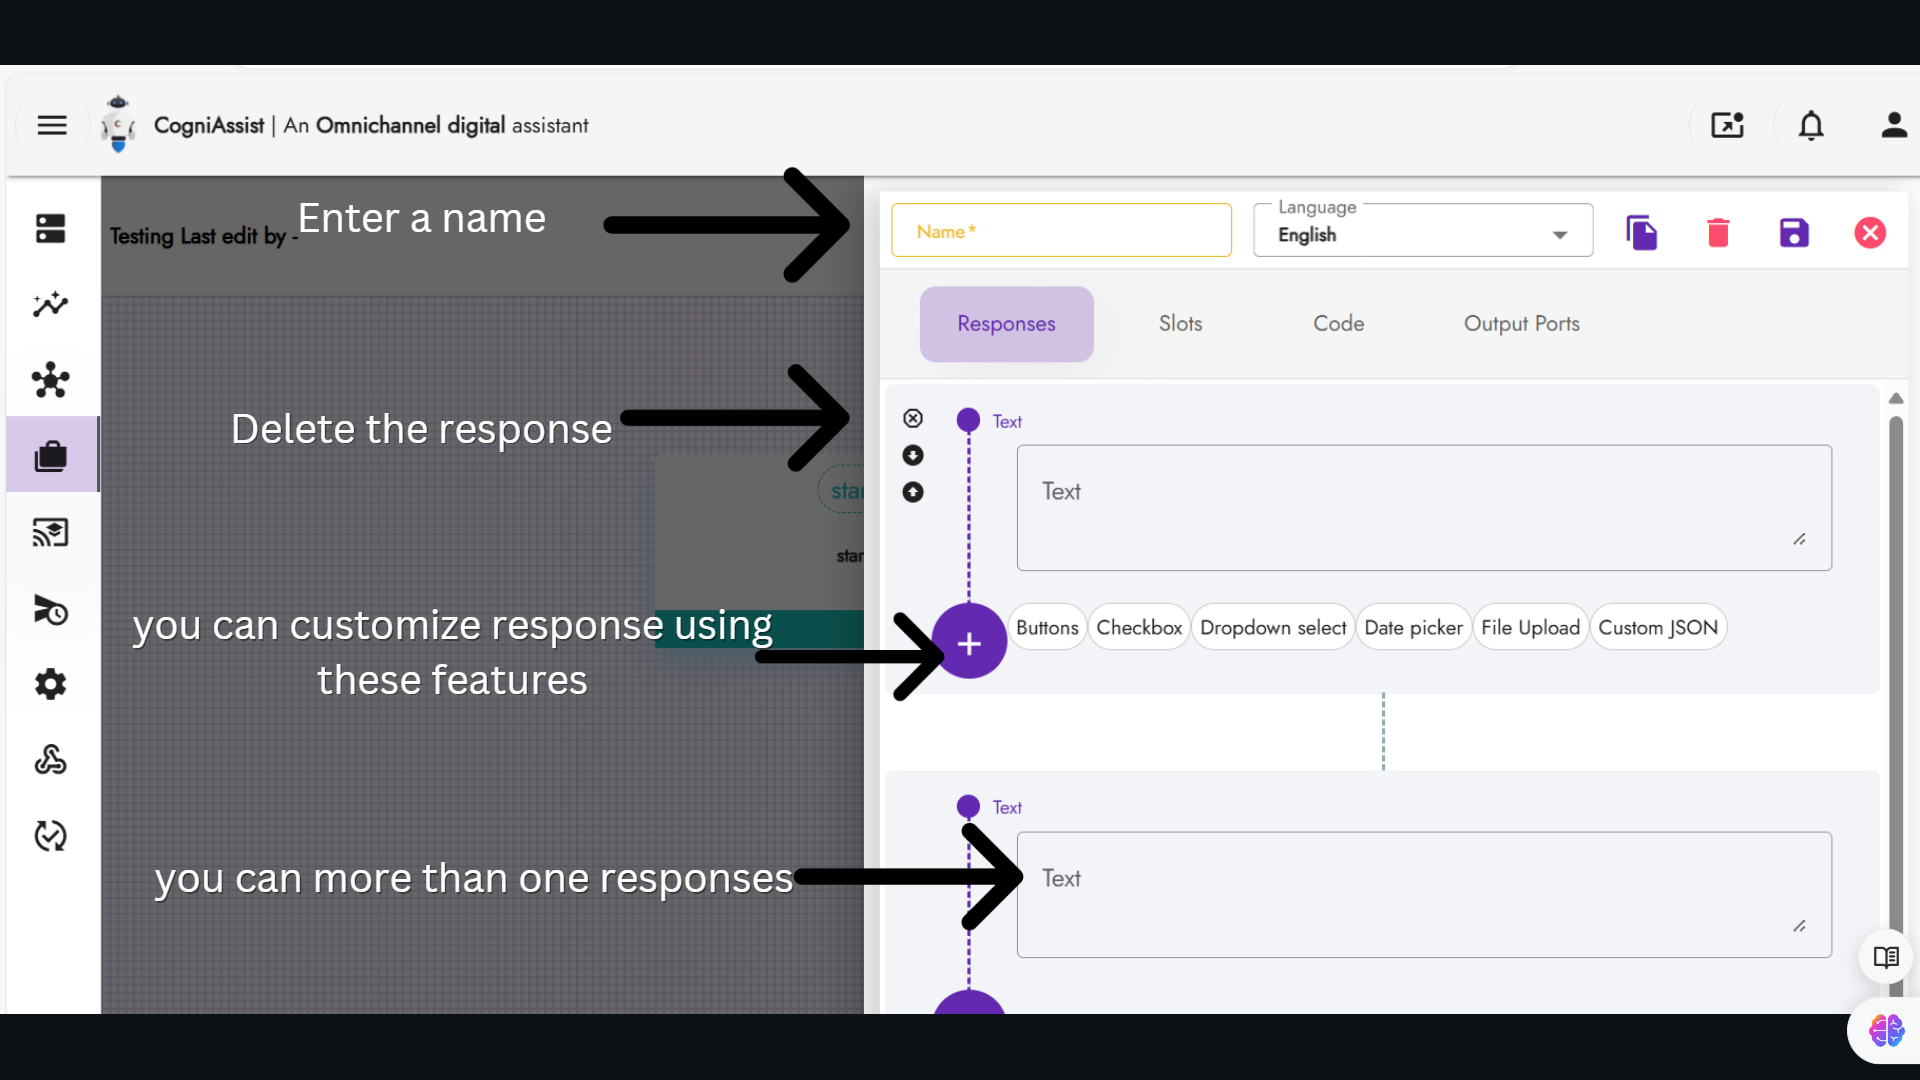 CogniAssist | An Omnichannel digital assistant
Enter a name
Testing Last edit by -
Name *
Language
English
Responses
Slots
Code
Output Ports
Delete the response
Text
Text
you can customize response using
these features
Buttons
Checkbox
Dropdown select
Date picker
File Upload
Custom JSON
Text
you can more than one responses
Text